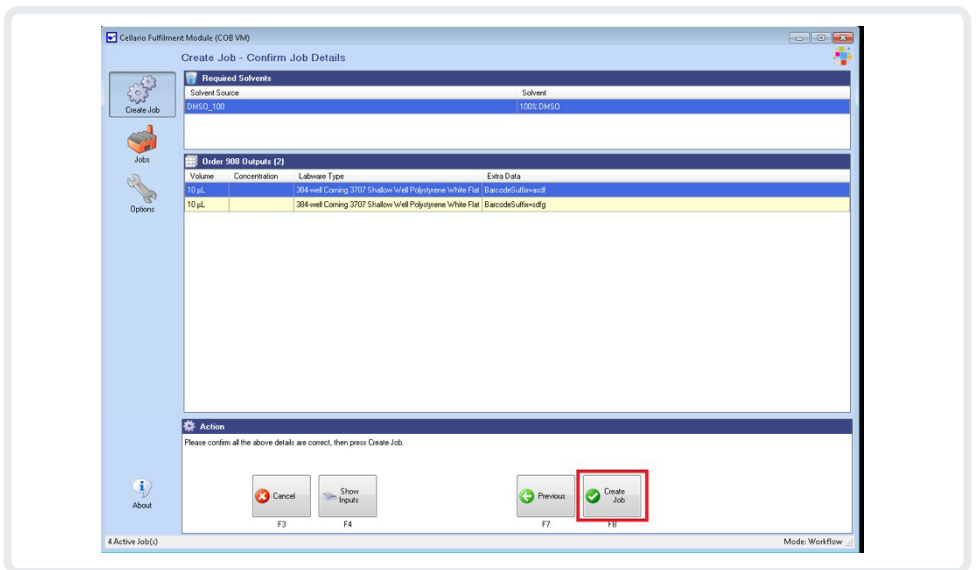 Cellario Fulfilment Module (COB VM)
Create Job - Confirm Job Details
Create Job
Jobs
Options
About
Required Solvents
Solvent Source Solvent
DMSO_100 100% DMSO
Order 908 Outputs (2)
Volume Concentration Labware Type Extra Data
10 µL 384-well Corning 3707 Shallow Well Polystyrene White Flat BarcodeSuffix=asdf
10 µL 384-well Corning 3707 Shallow Well Polystyrene White Flat BarcodeSuffix=sdfg
Action
Please confirm all the above details are correct, then press Create Job.
Cancel
F3
Show
Inputs
F4
Previous
F7
Create
Job
F8
4 Active Job(s) Mode: Workflow